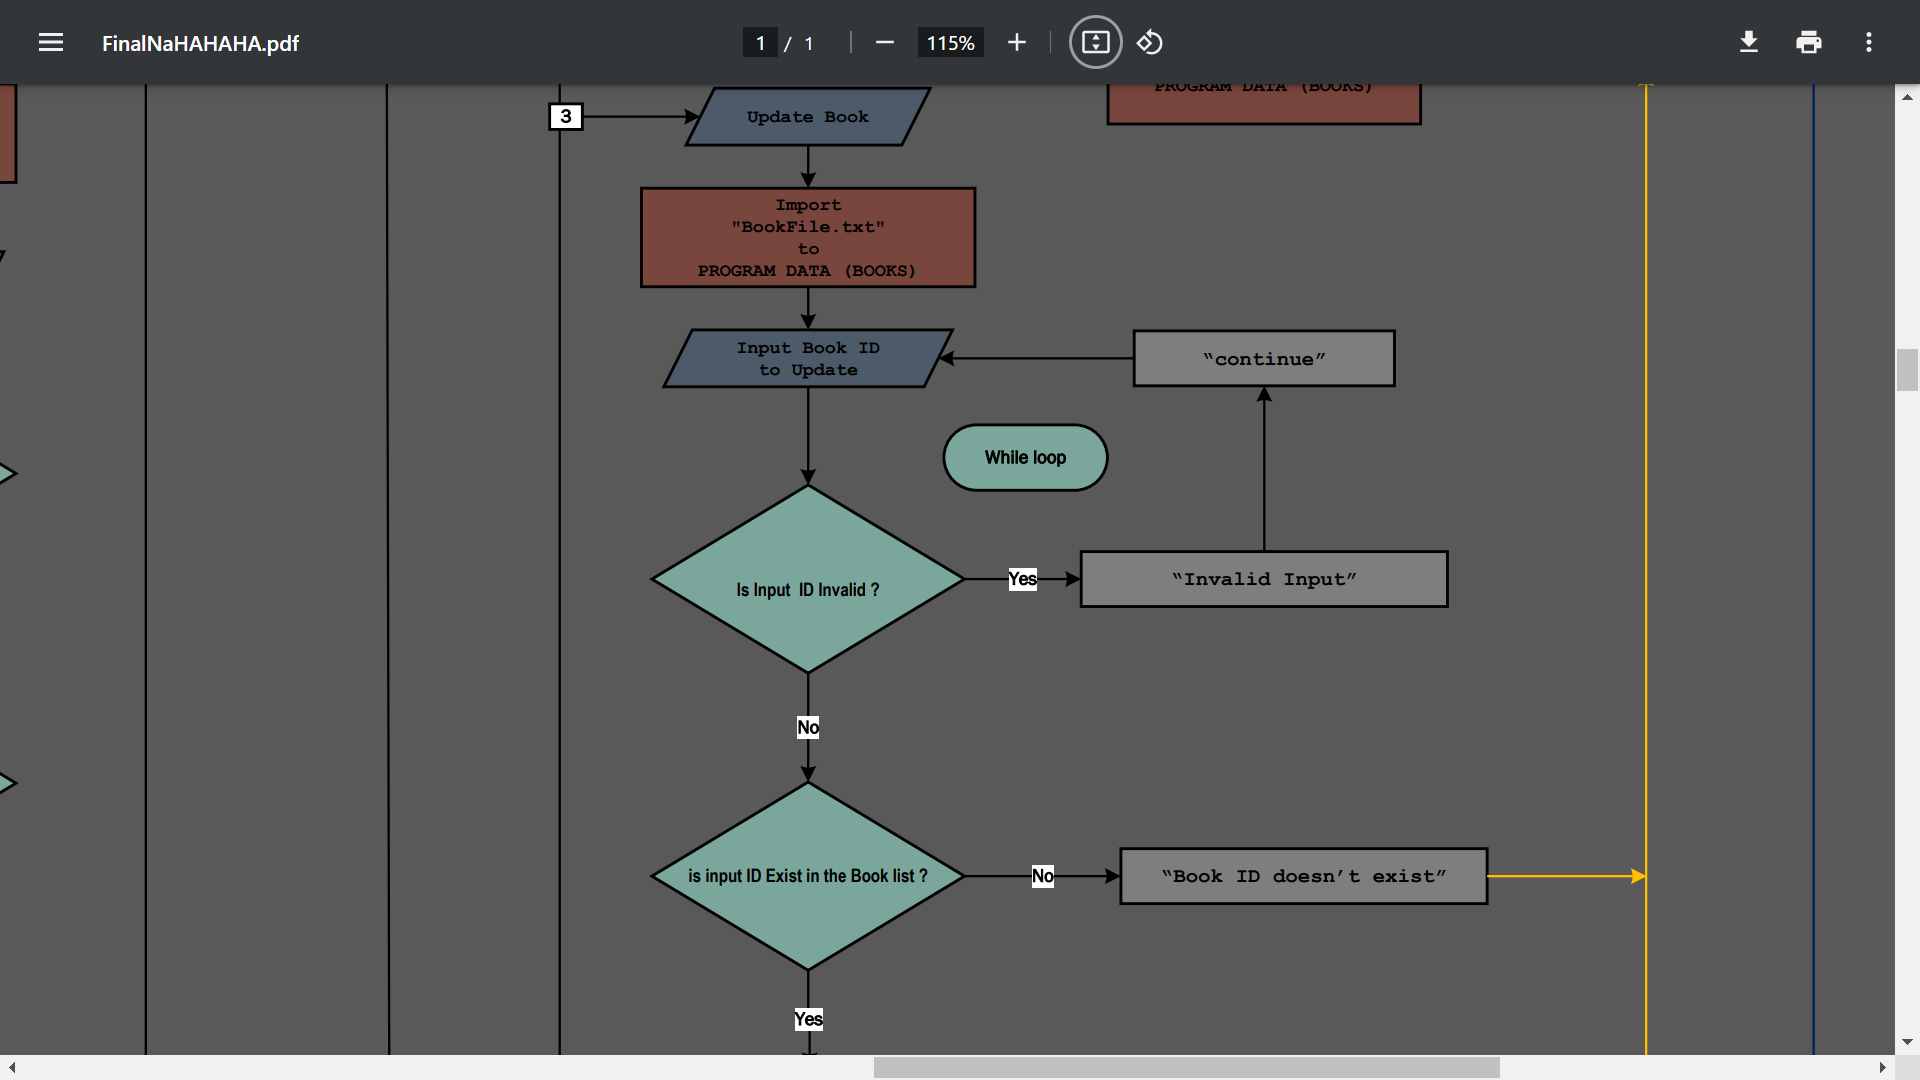 FinalNaHAHAHA.pdf
1 / 1
115%
PROGRAM DATA (BOOKS)
3
Update Book
Import
"BookFile.txt"
to
PROGRAM DATA (BOOKS)
Input Book ID
to Update
“continue”
While loop
Is Input ID Invalid ?
Yes
“Invalid Input”
No
is input ID Exist in the Book list ?
No
“Book ID doesn’t exist”
Yes